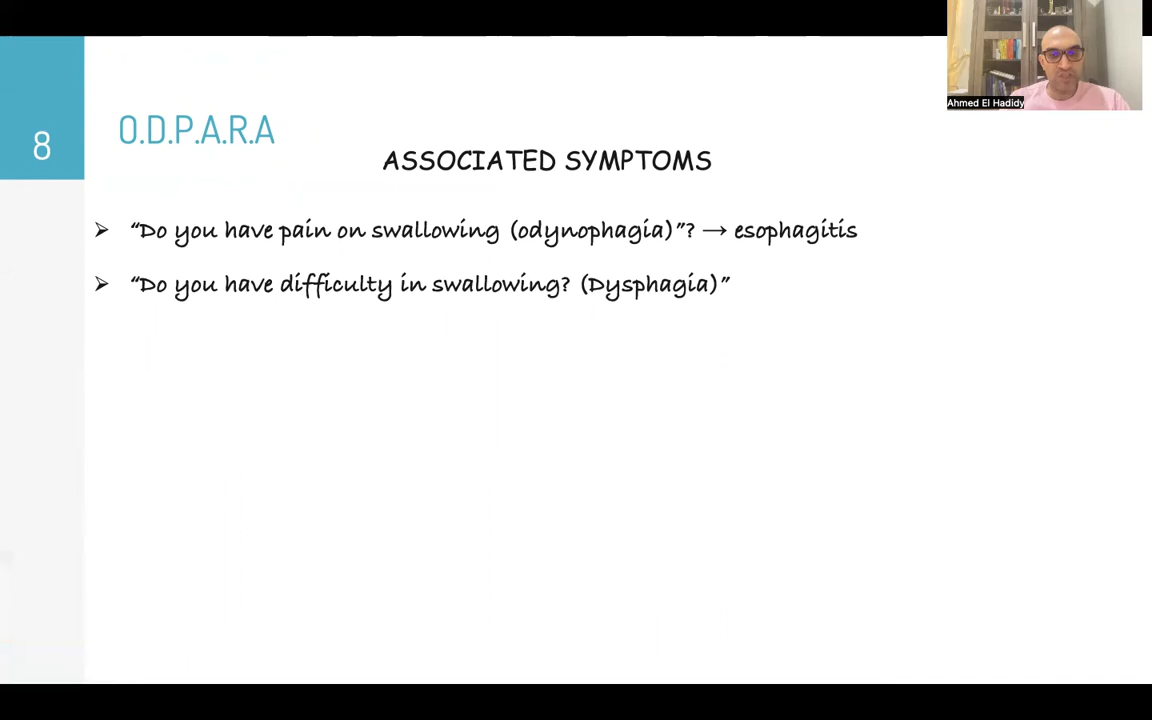 Ahmed El Hadidy
8
O.D.P.A.R.A
ASSOCIATED SYMPTOMS
➢ “Do you have pain on swallowing (odynophagia)”? → esophagitis
➢ “Do you have difficulty in swallowing? (Dysphagia)”